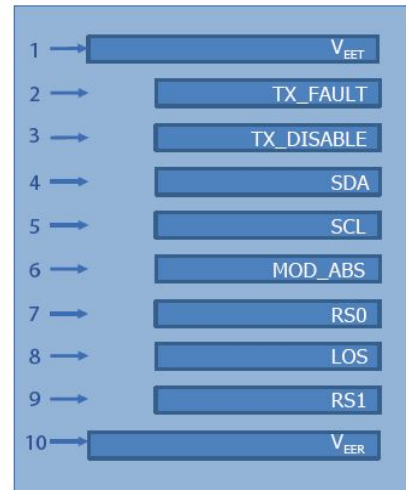 1 V_EET
2 TX_FAULT
3 TX_DISABLE
4 SDA
5 SCL
6 MOD_ABS
7 RS0
8 LOS
9 RS1
10 V_EER